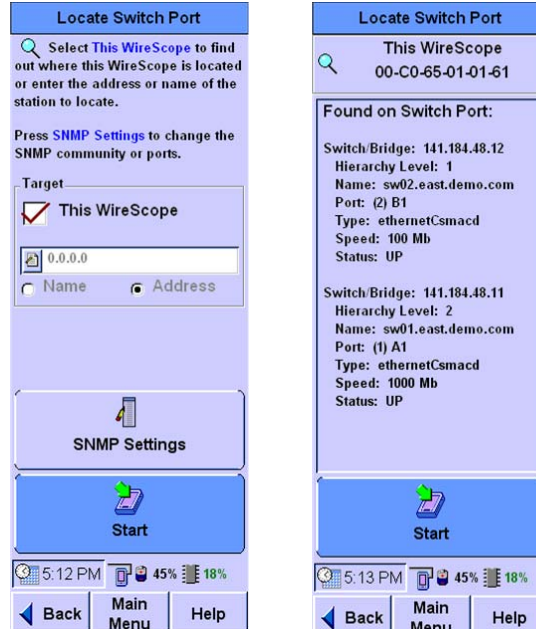 Locate Switch Port
Select This WireScope to find
out where this WireScope is located
or enter the address or name of the
station to locate.
Press SNMP Settings to change the
SNMP community or ports.
Target
This WireScope
0.0.0.0
Name Address
SNMP Settings
Start
5:12 PM 45% 18%
Back Main Menu Help
Locate Switch Port
This WireScope
00-C0-65-01-01-61
Found on Switch Port:
Switch/Bridge: 141.184.48.12
Hierarchy Level: 1
Name: sw02.east.demo.com
Port: (2) B1
Type: ethernetCsmacd
Speed: 100 Mb
Status: UP
Switch/Bridge: 141.184.48.11
Hierarchy Level: 2
Name: sw01.east.demo.com
Port: (1) A1
Type: ethernetCsmacd
Speed: 1000 Mb
Status: UP
Start
5:13 PM 45% 18%
Back Main Menu Help